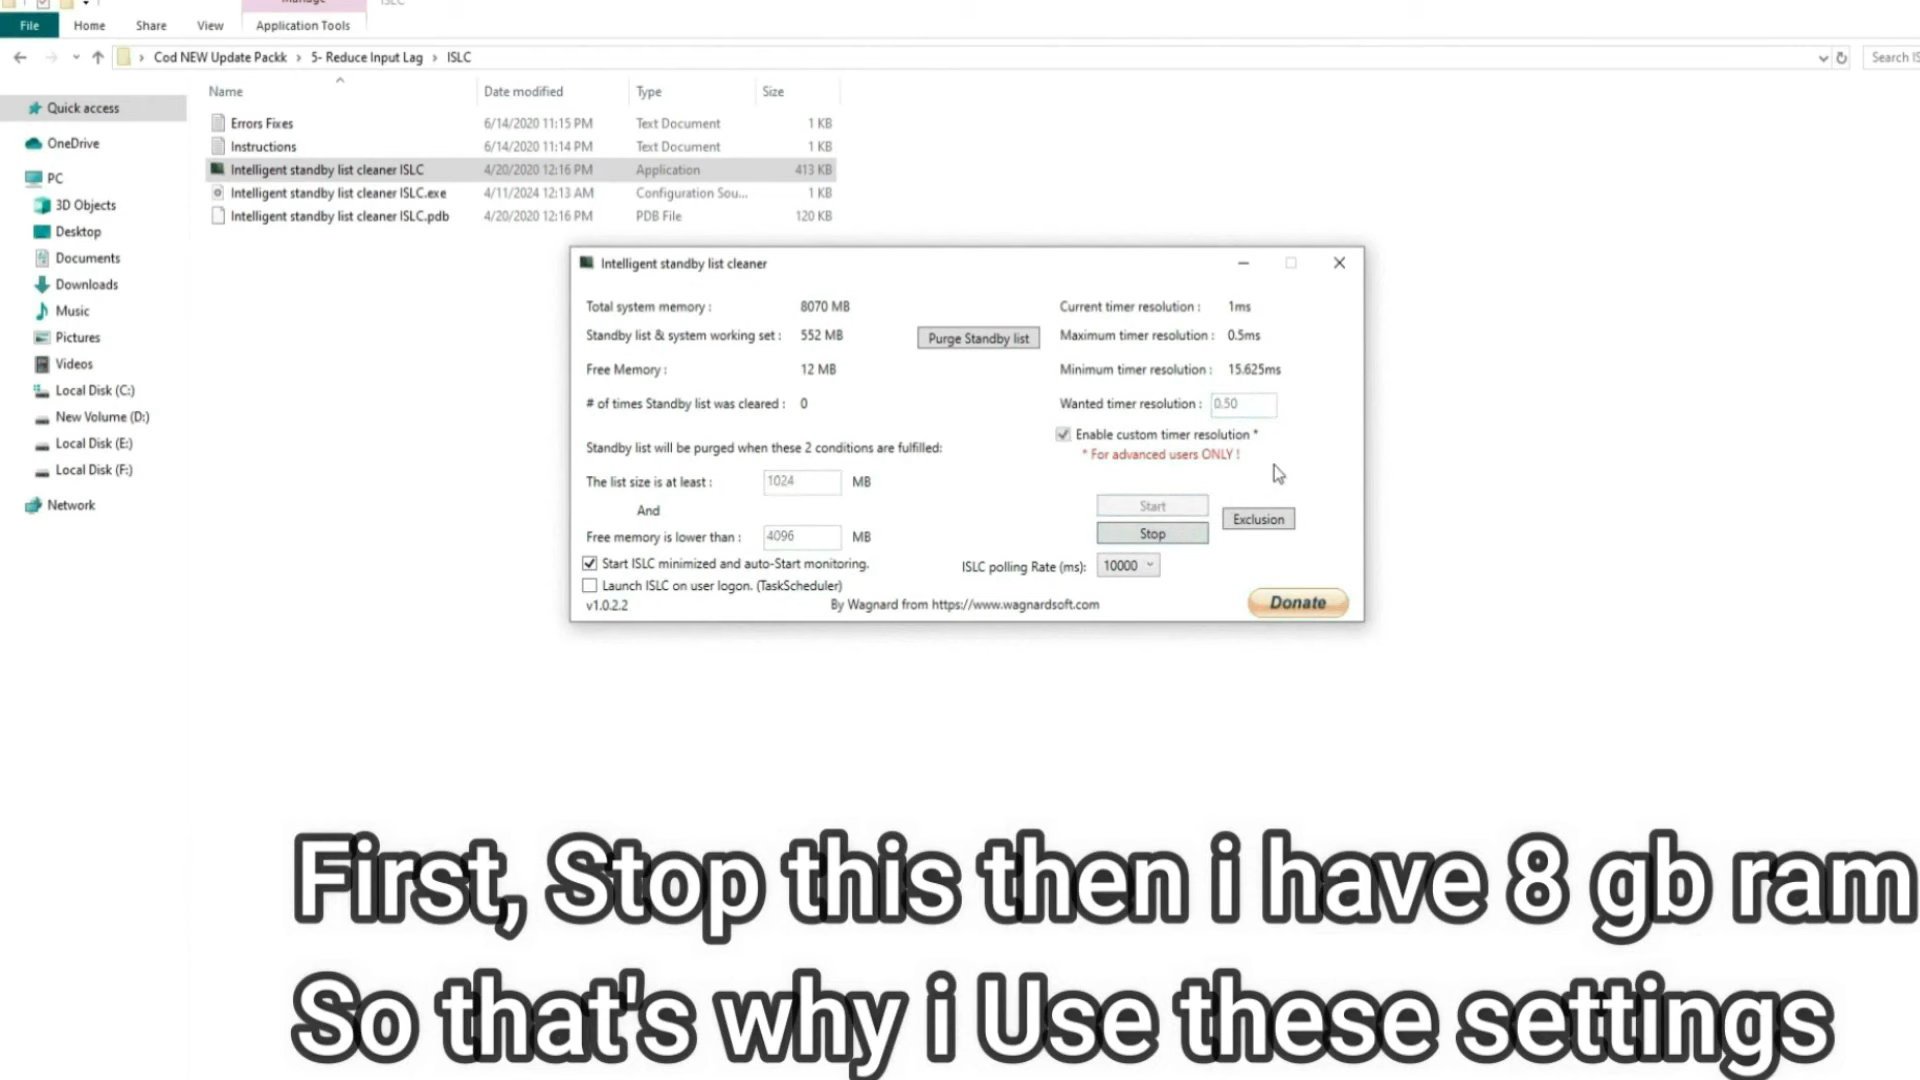 ISLC
File Home Share View Application Tools
Cod NEW Update Packk › 5- Reduce Input Lag › ISLC
Search
Name Date modified Type Size
Quick access
OneDrive
PC
3D Objects
Desktop
Documents
Downloads
Music
Pictures
Videos
Local Disk (C:)
New Volume (D:)
Local Disk (E:)
Local Disk (F:)
Network
Errors Fixes 6/14/2020 11:15 PM Text Document 1 KB
Instructions 6/14/2020 11:14 PM Text Document 1 KB
Intelligent standby list cleaner ISLC 4/20/2020 12:16 PM Application 413 KB
Intelligent standby list cleaner ISLC.exe 4/11/2024 12:13 AM Configuration Sou... 1 KB
Intelligent standby list cleaner ISLC.pdb 4/20/2020 12:16 PM PDB File 120 KB
Intelligent standby list cleaner
Total system memory : 8070 MB
Standby list & system working set : 552 MB
Purge Standby list
Free Memory : 12 MB
# of times Standby list was cleared : 0
Standby list will be purged when these 2 conditions are fulfilled:
The list size is at least : 1024 MB
And
Free memory is lower than : 4096 MB
Start ISLC minimized and auto-Start monitoring.
Launch ISLC on user logon. (TaskScheduler)
v1.0.2.2
By Wagnard from https://www.wagnardsoft.com
Current timer resolution : 1ms
Maximum timer resolution : 0.5ms
Minimum timer resolution : 15.625ms
Wanted timer resolution : 0.50
Enable custom timer resolution *
* For advanced users ONLY !
Start
Stop
Exclusion
ISLC polling Rate (ms): 10000
Donate
First, Stop this then i have 8 gb ram
So that's why i Use these settings